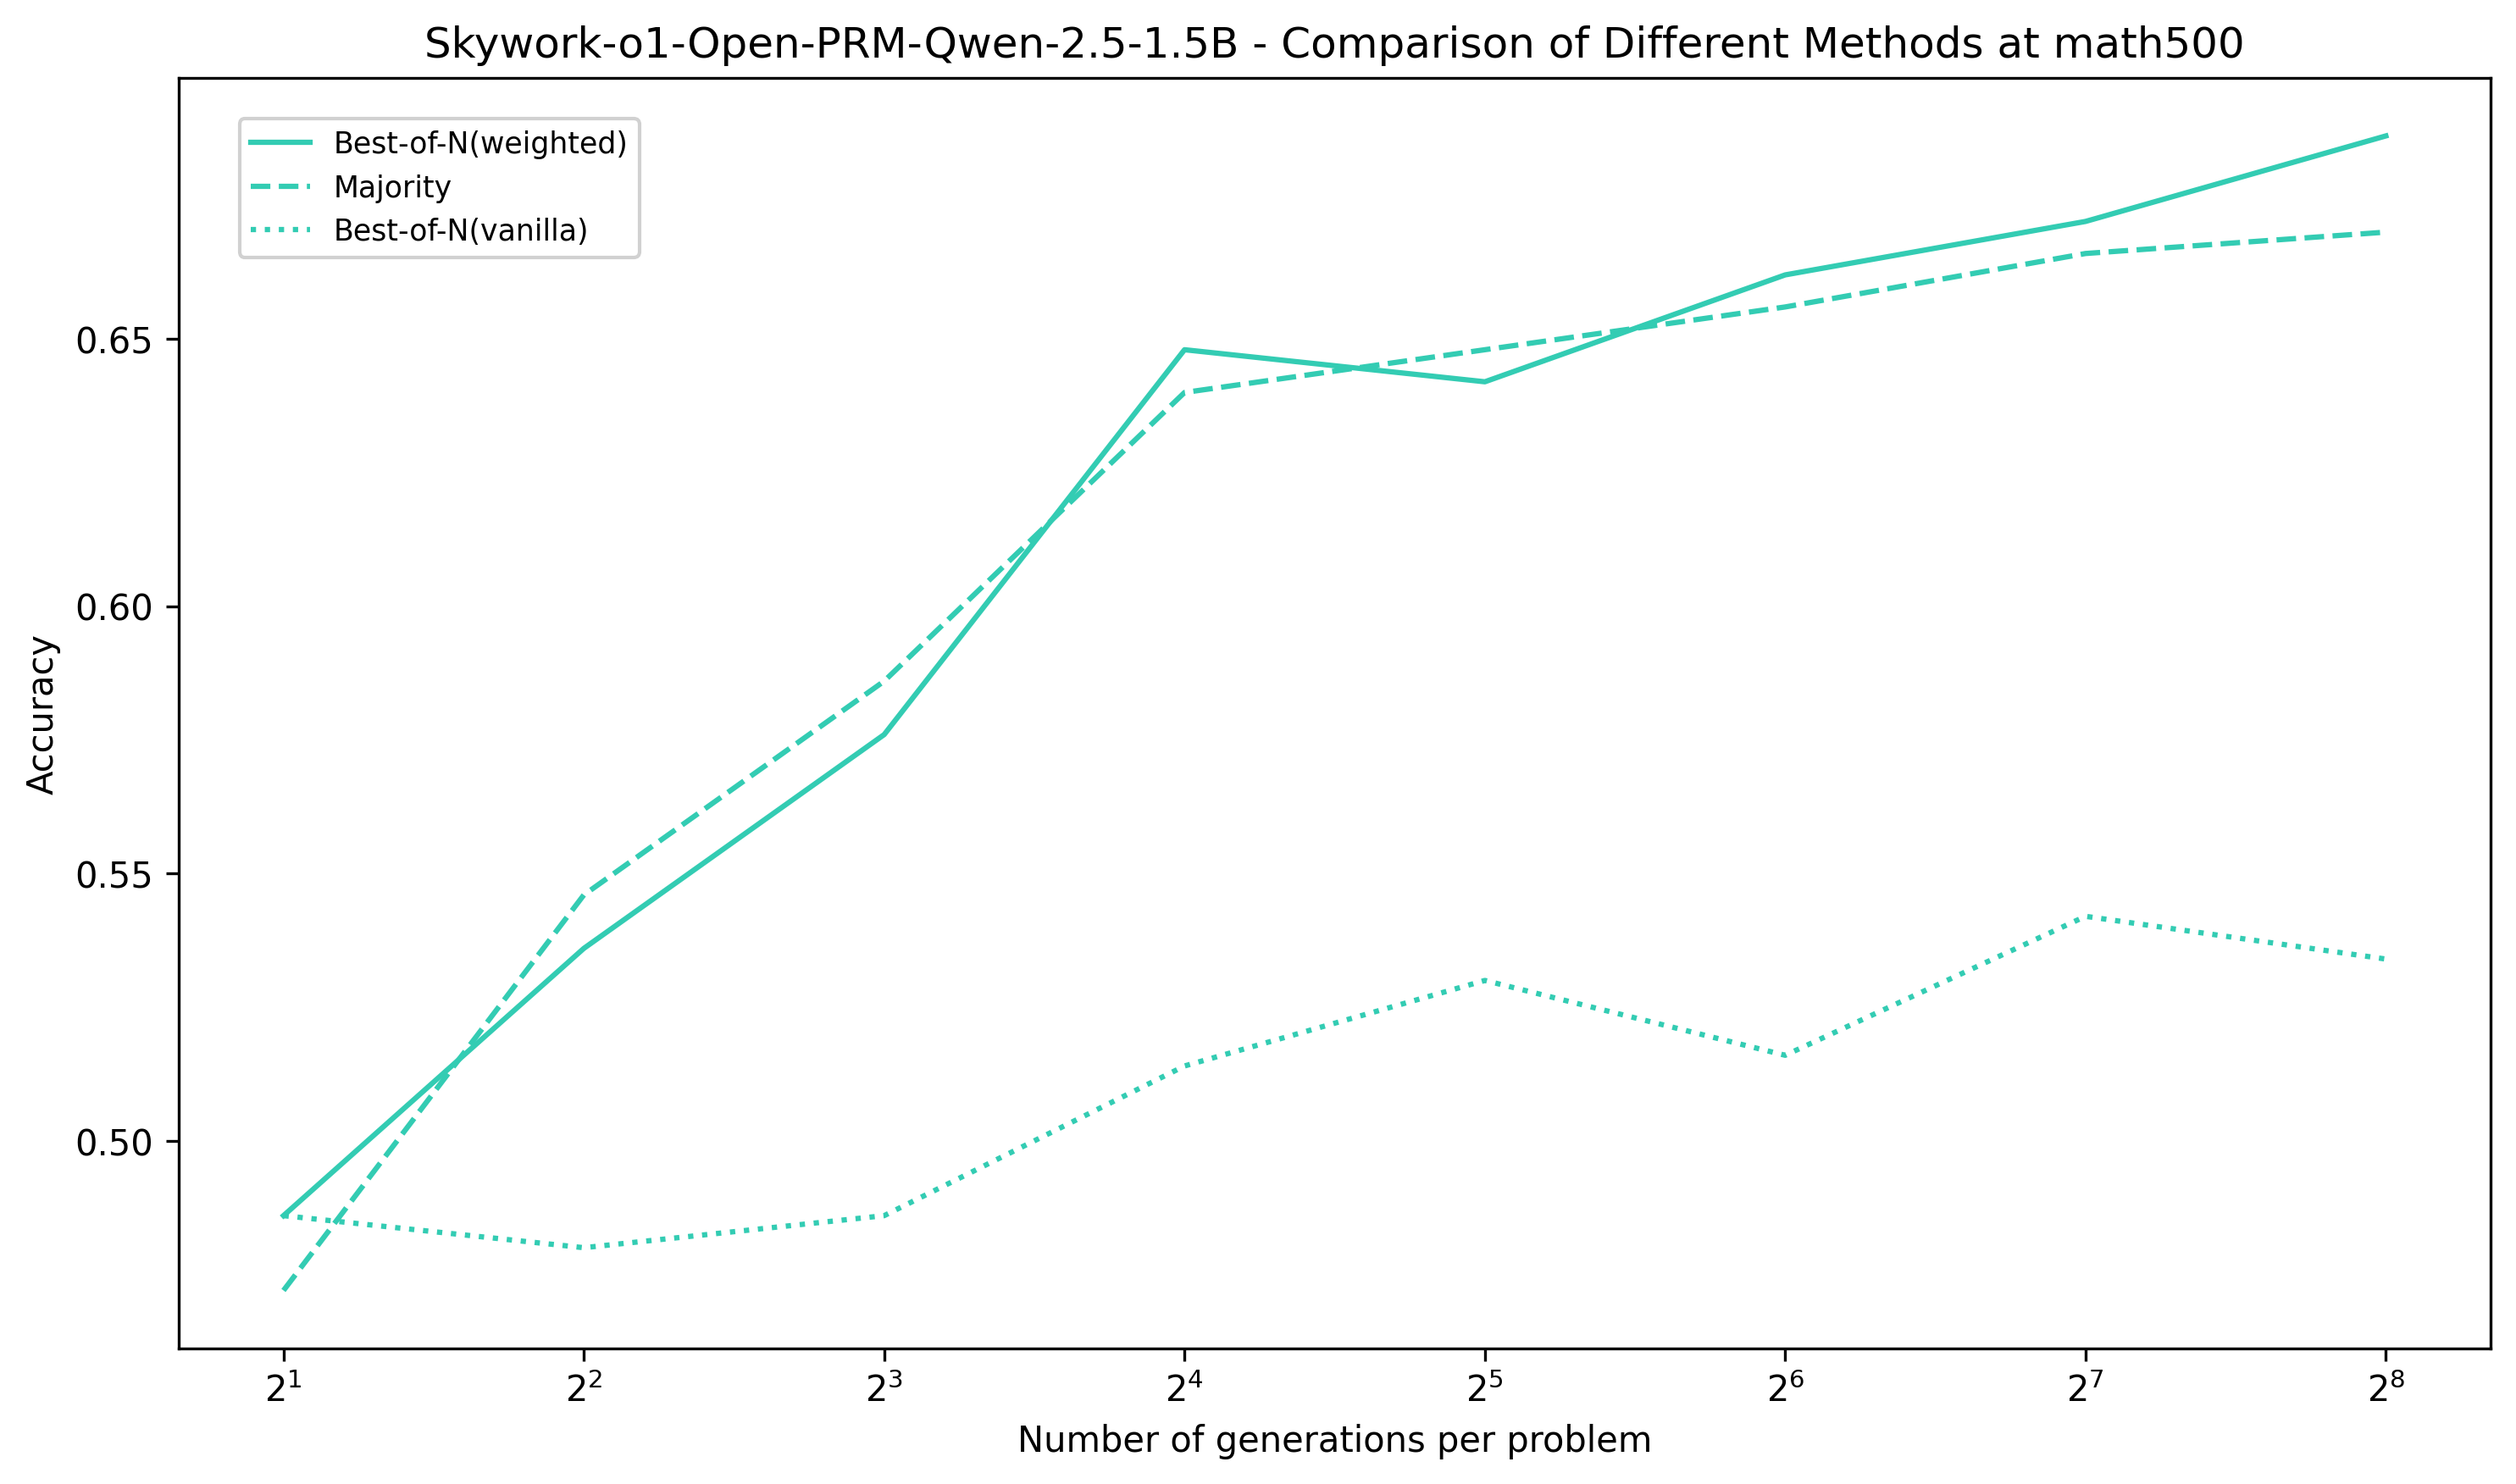 Skywork-o1-Open-PRM-Qwen-2.5-1.5B - Comparison of Different Methods at math500
Best-of-N(weighted)
Majority
Best-of-N(vanilla)
0.65
0.60
0.55
0.50
Accuracy
2¹ 2² 2³ 2⁴ 2⁵ 2⁶ 2⁷ 2⁸
Number of generations per problem